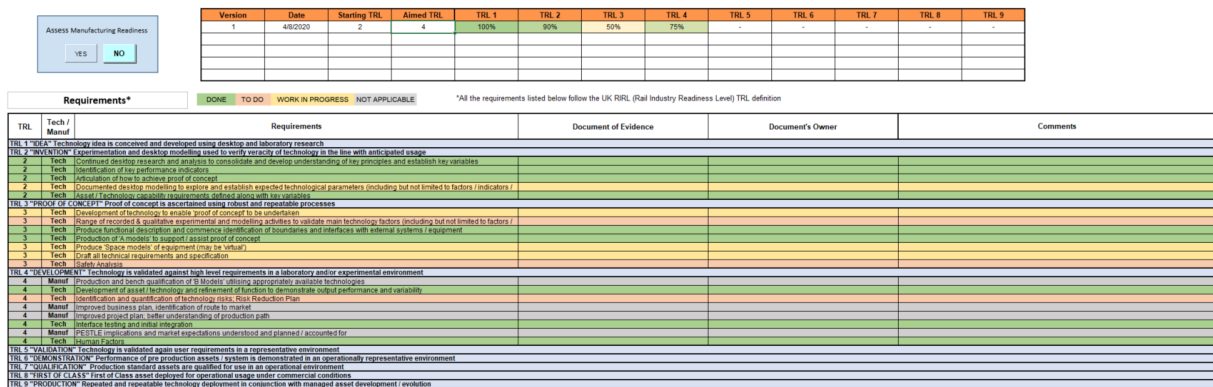 Version Date Starting TRL Aimed TRL TRL 1 TRL 2 TRL 3 TRL 4 TRL 5 TRL 6 TRL 7 TRL 8 TRL 9
1 4/8/2020 2 4 100% 90% 50% 75% - - - - -
Assess Manufacturing Readiness
YES NO
Requirements* DONE TO DO WORK IN PROGRESS NOT APPLICABLE *All the requirements listed below follow the UK RIRL (Rail Industry Readiness Level) TRL definition
TRL Tech / Manuf Requirements Document of Evidence Document's Owner Comments
TRL 1 "IDEA" Technology idea is conceived and developed using desktop and laboratory research
TRL 2 "INVENTION" Experimentation and desktop modelling used to verify veracity of technology in the line with anticipated usage
2 Tech Continued desktop research and analysis to consolidate and develop understanding of key principles and establish key variables
2 Tech Identification of key performance indicators
2 Tech Articulation of how to achieve proof of concept
2 Tech Documented desktop modelling to explore and establish expected technological parameters (including but not limited to factors / indicators /
2 Tech Asset / Technology capability requirements defined along with key variables
TRL 3 "PROOF OF CONCEPT" Proof of concept is ascertained using robust and repeatable processes
3 Tech Development of technology to enable 'proof of concept' to be undertaken
3 Tech Range of recorded & qualitative experimental and modelling activities to validate main technology factors (including but not limited to factors /
3 Tech Produce functional description and commence identification of boundaries and interfaces with external systems / equipment
3 Tech Production of 'A models' to support / assist proof of concept
3 Tech Produce 'Space models' of equipment (may be 'virtual')
3 Tech Draft all technical requirements and specification
3 Tech Safety Analysis
TRL 4 "DEVELOPMENT" Technology is validated against high level requirements in a laboratory and/or experimental environment
4 Manuf Production and bench qualification of 'B Models' utilising appropriately available technologies
4 Tech Development of asset / technology and refinement of function to demonstrate output performance and variability
4 Tech Identification and quantification of technology risks; Risk Reduction Plan
4 Manuf Improved business plan, identification of route to market
4 Manuf Improved project plan; better understanding of production path
4 Tech Interface testing and initial integration
4 Manuf PESTLE implications and market expectations understood and planned / accounted for
4 Tech Human Factors
TRL 5 "VALIDATION" Technology is validated again user requirements in a representative environment
TRL 6 "DEMONSTRATION" Performance of pre production assets / system is demonstrated in an operationally representative environment
TRL 7 "QUALIFICATION" Production standard assets are qualified for use in an operational environment
TRL 8 "FIRST OF CLASS" First of Class asset deployed for operational usage under commercial conditions
TRL 9 "PRODUCTION" Repeated and repeatable technology deployment in conjunction with managed asset development / evolution